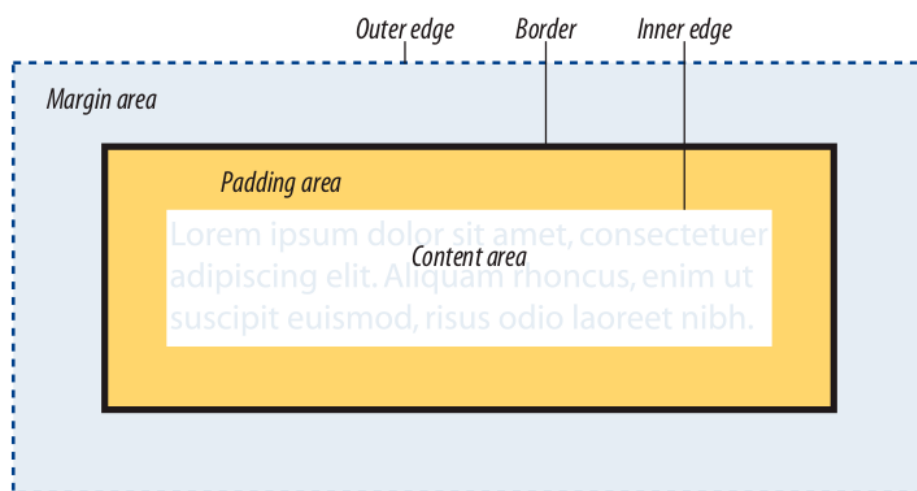 Outer edge
Border
Inner edge
Margin area
Padding area
Lorem ipsum dolor sit amet, consectetuer
Content area
adipiscing elit. Aliquam rhoncus, enim ut
suscipit euismod, risus odio laoreet nibh.